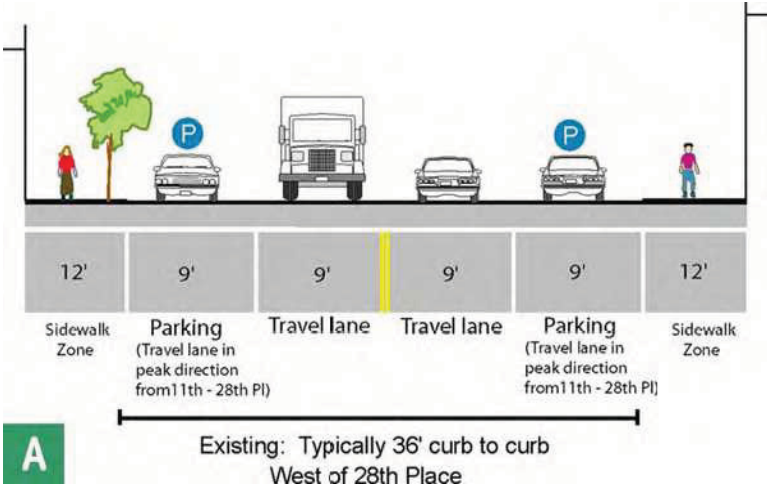 P
P
12'
9'
9'
9'
9'
12'
Sidewalk
Zone
Parking
(Travel lane in
peak direction
from11th - 28th Pl)
Travel lane
Travel lane
Parking
(Travel lane in
peak direction
from11th - 28th Pl)
Sidewalk
Zone
A
Existing: Typically 36' curb to curb
West of 28th Place